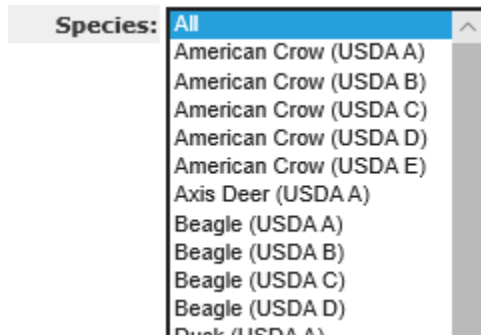 Species:
All
American Crow (USDA A)
American Crow (USDA B)
American Crow (USDA C)
American Crow (USDA D)
American Crow (USDA E)
Axis Deer (USDA A)
Beagle (USDA A)
Beagle (USDA B)
Beagle (USDA C)
Beagle (USDA D)
(USDA A)